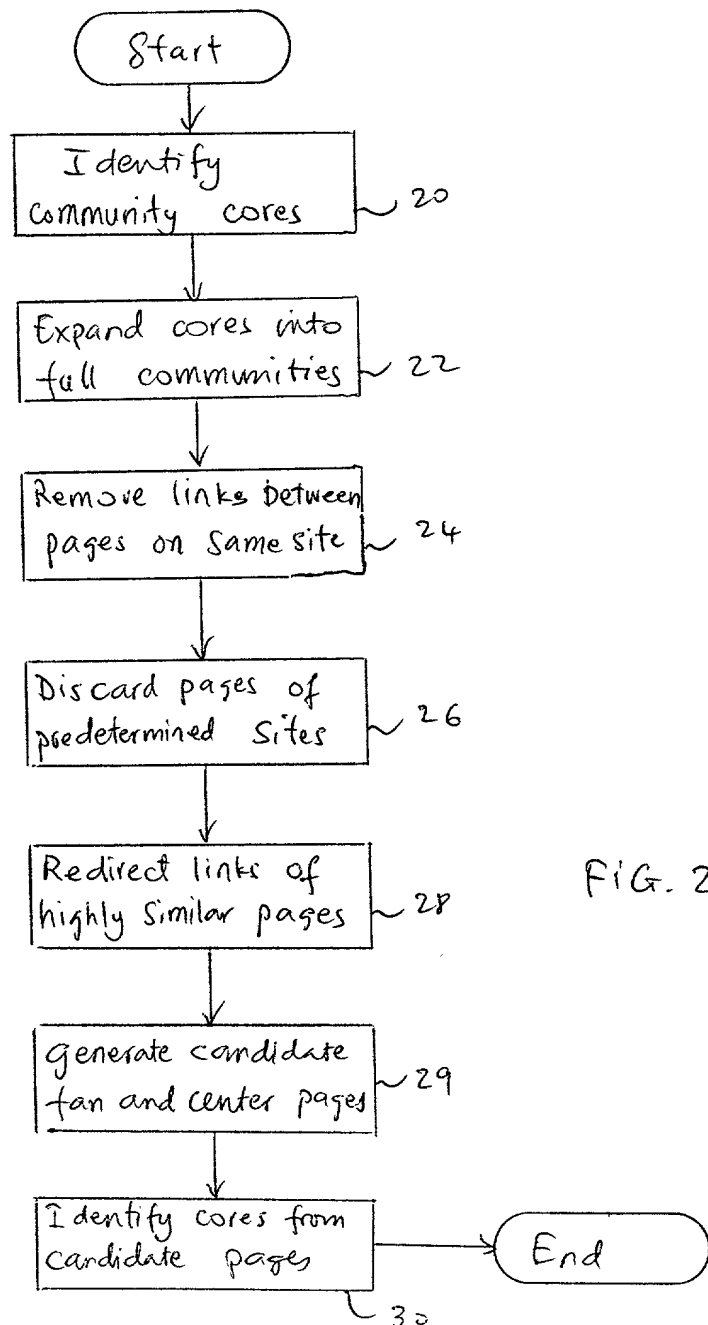 Start
Identify
community cores
20
Expand cores into
full communities
22
Remove links between
pages on same site
24
Discard pages of
predetermined sites
26
Redirect links of
highly similar pages
28
FIG. 2
generate candidate
fan and center pages
29
Identify cores from
candidate pages
30
End